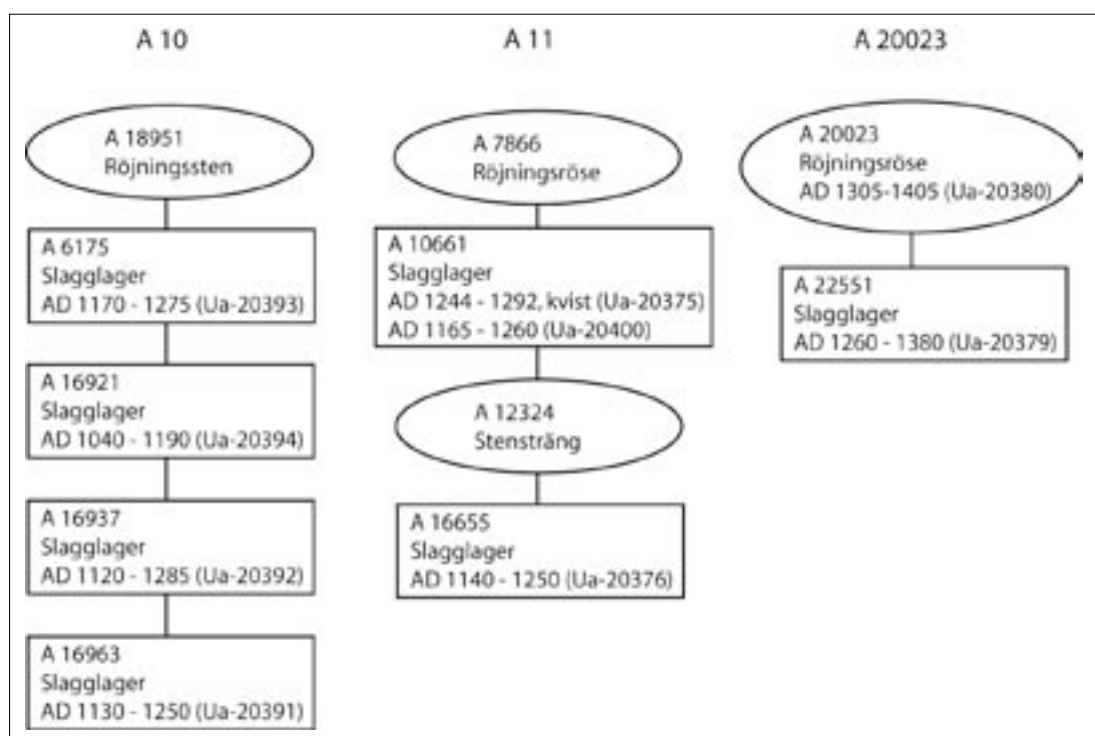 A 10
A 18951
Röjningssten
A 6175
Slagglager
AD 1170 - 1275 (Ua-20393)
A 16921
Slagglager
AD 1040 - 1190 (Ua-20394)
A 16937
Slagglager
AD 1120 - 1285 (Ua-20392)
A 16963
Slagglager
AD 1130 - 1250 (Ua-20391)
A 11
A 7866
Röjningsröse
A 10661
Slagglager
AD 1244 - 1292, kvist (Ua-20375)
AD 1165 - 1260 (Ua-20400)
A 12324
Stensträng
A 16655
Slagglager
AD 1140 - 1250 (Ua-20376)
A 20023
A 20023
Röjningsröse
AD 1305-1405 (Ua-20380)
A 22551
Slagglager
AD 1260 - 1380 (Ua-20379)